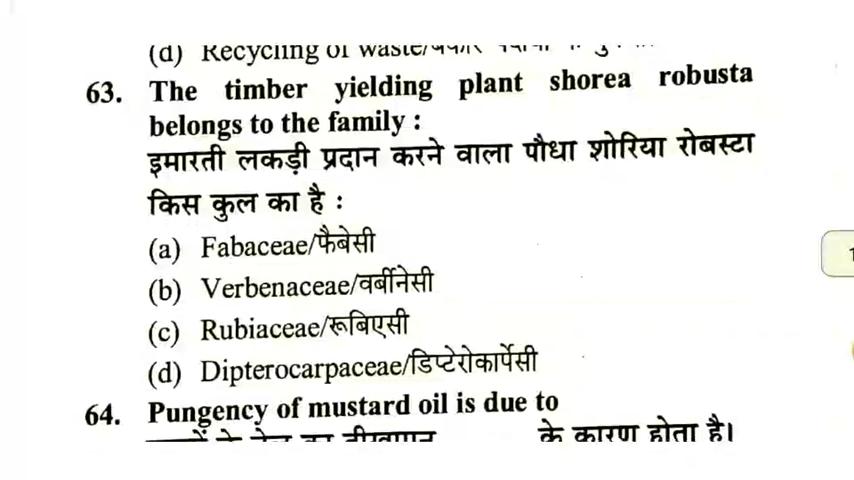 (d) Recycling of waste/
63. The timber yielding plant shorea robusta
belongs to the family :
इमारती लकड़ी प्रदान करने वाला पौधा शोरिया रोबस्टा
किस कुल का है :
(a) Fabaceae/फैबेसी
(b) Verbenaceae/वर्बीनेसी
(c) Rubiaceae/रूबिएसी
(d) Dipterocarpaceae/डिप्टेरोकार्पेसी
64. Pungency of mustard oil is due to
के कारण होता है।